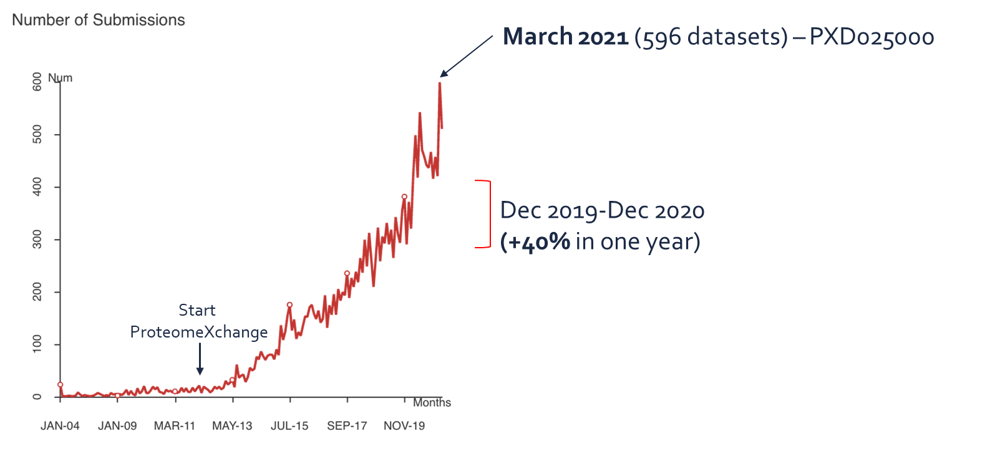 Number of Submissions
March 2021 (596 datasets) – PXD025000
Num
600
500
400
300
200
100
0
Dec 2019-Dec 2020
(+40% in one year)
Start
ProteomeXchange
Months
JAN-04 JAN-09 MAR-11 MAY-13 JUL-15 SEP-17 NOV-19